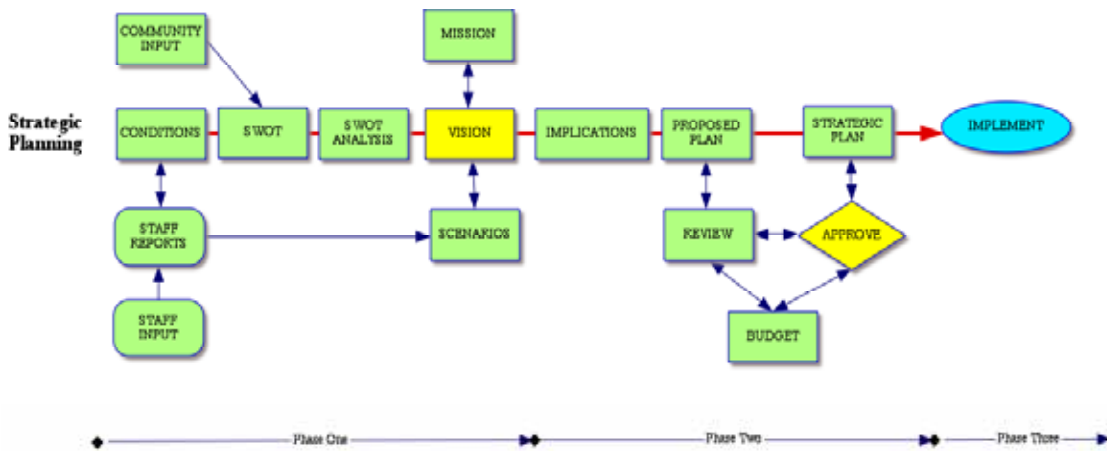 COMMUNITY
INPUT
MISSION
Strategic
Planning
CONDITIONS
SWOT
SWOT
ANALYSIS
VISION
IMPLICATIONS
PROPOSED
PLAN
STRATEGIC
PLAN
IMPLEMENT
STAFF
REPORTS
SCENARIOS
REVIEW
APPROVE
STAFF
INPUT
BUDGET
Phase One
Phase Two
Phase Three